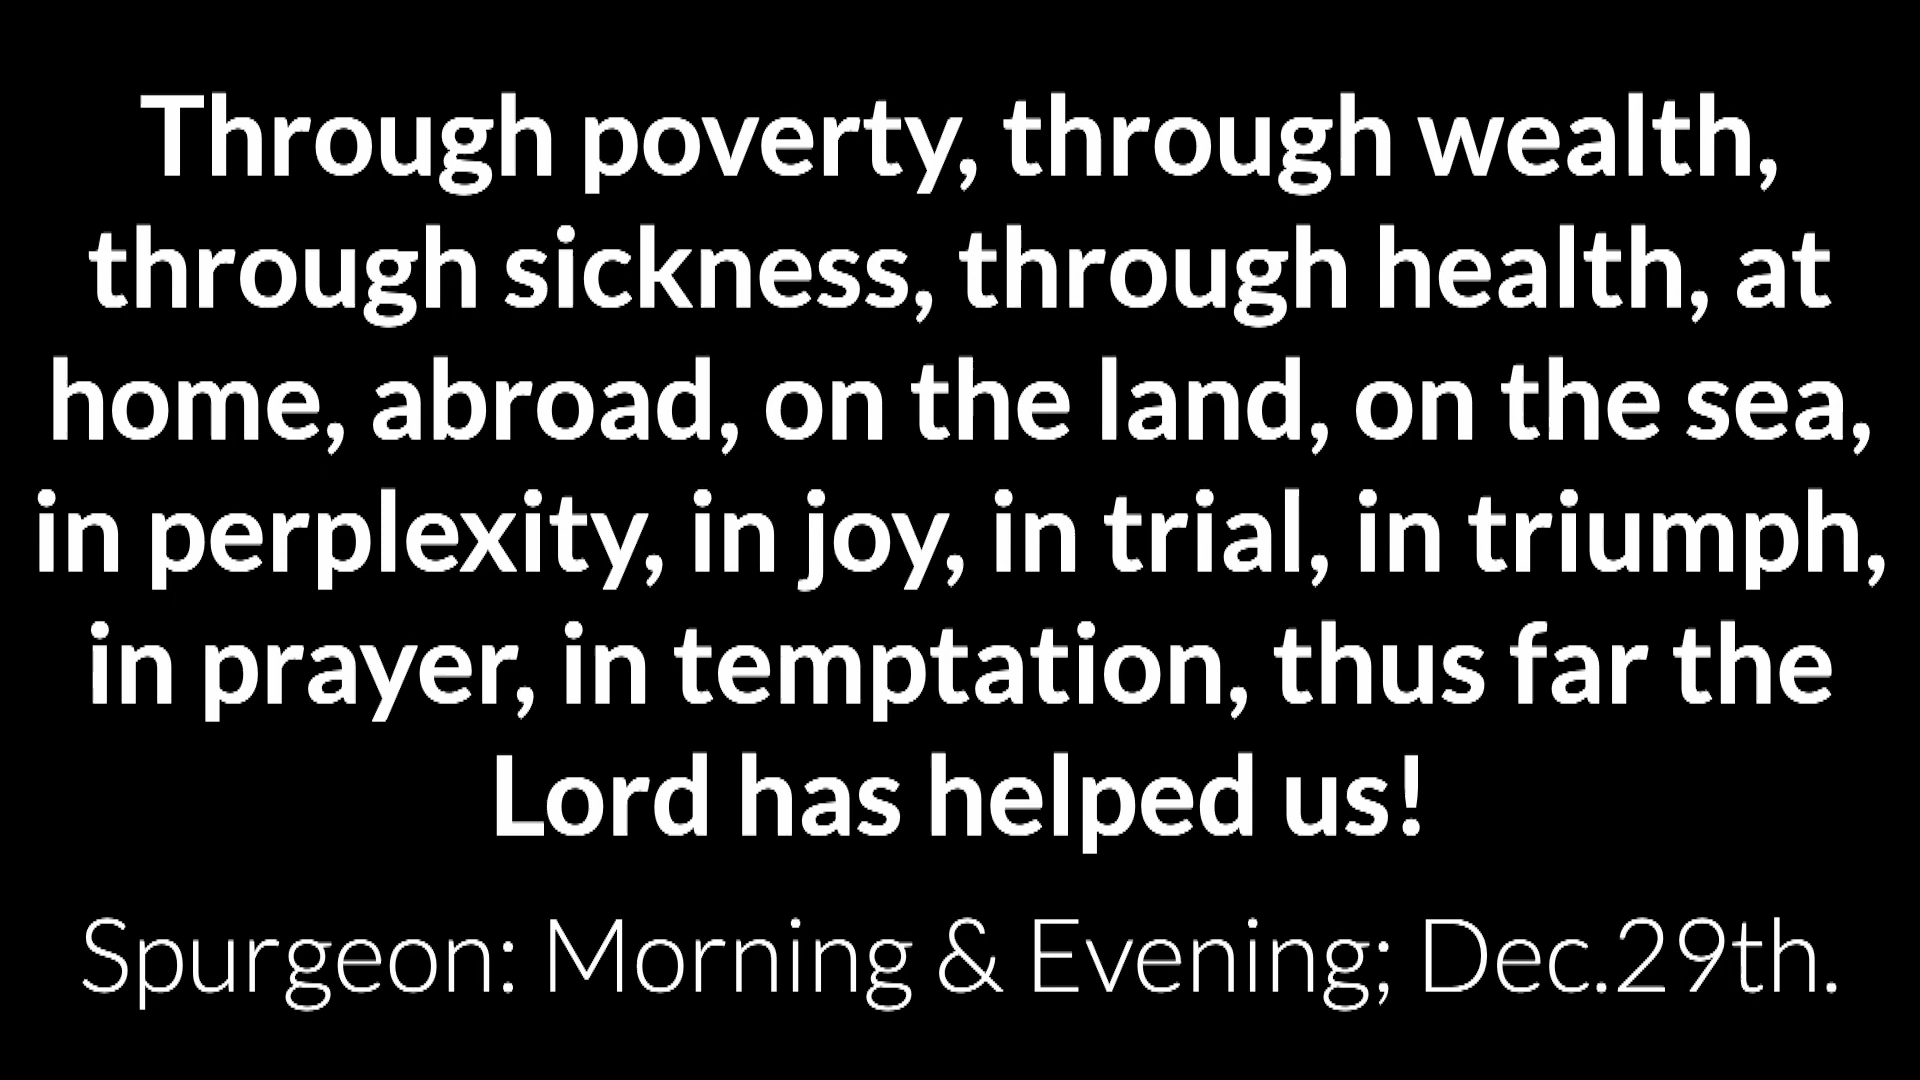 Through poverty, through wealth,
through sickness, through health, at
home, abroad, on the land, on the sea,
in perplexity, in joy, in trial, in triumph,
in prayer, in temptation, thus far the
Lord has helped us!
Spurgeon: Morning & Evening; Dec.29th.